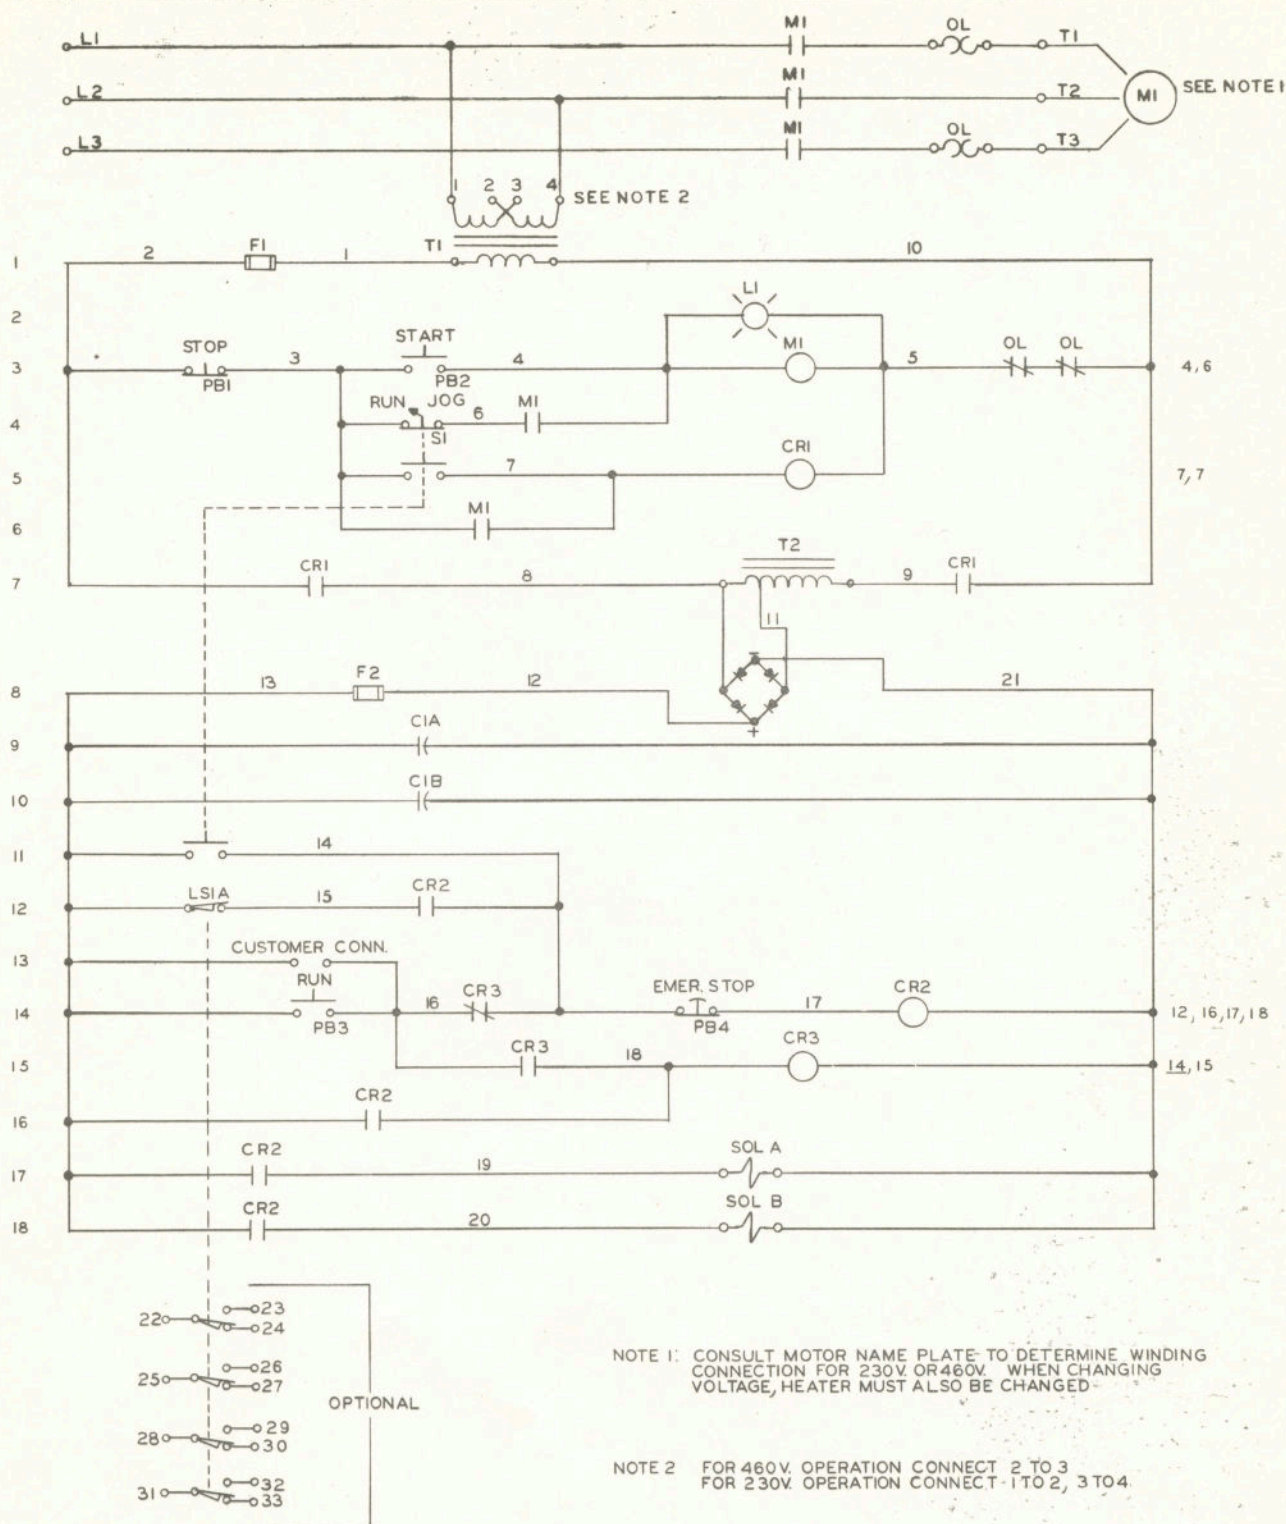 L1 M1 OL T1
L2 M1 T2 M1 SEE NOTE 1
L3 M1 OL T3
1 2 3 4 SEE NOTE 2
1 2 F1 1 T1 10
2 L1
3 STOP PB1 3 START PB2 4 M1 5 OL OL 4,6
4 RUN JOG S1 6 M1
5 7 CR1 7,7
6 M1
7 CR1 8 T2 9 CR1
11
-
8 13 F2 12 21
+
9 C1A
10 C1B
11 14
12 LS1A 15 CR2
13 CUSTOMER CONN.
14 RUN PB3 16 CR3 EMER. STOP PB4 17 CR2 12, 16,17,18
15 CR3 18 CR3 14,15
16 CR2
17 CR2 19 SOL A
18 CR2 20 SOL B
22 23
24
25 26
27
OPTIONAL
28 29
30
31 32
33
NOTE 1: CONSULT MOTOR NAME PLATE TO DETERMINE WINDING
CONNECTION FOR 230V. OR 460V. WHEN CHANGING
VOLTAGE, HEATER MUST ALSO BE CHANGED
NOTE 2 FOR 460V. OPERATION CONNECT 2 TO 3
FOR 230V. OPERATION CONNECT 1 TO 2, 3 TO 4.